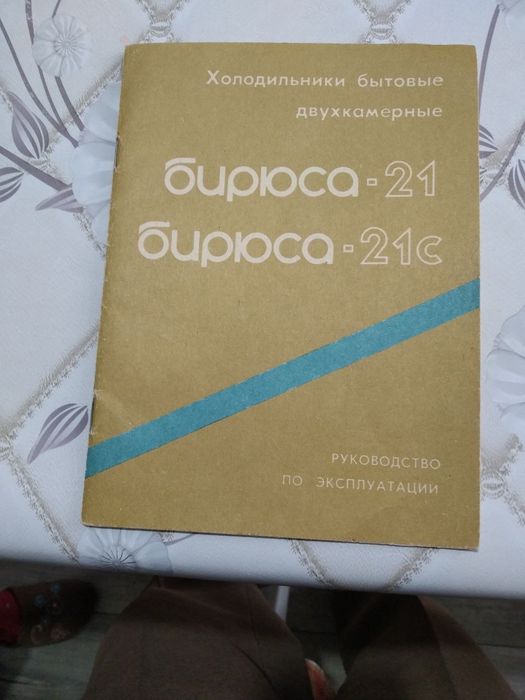 Холодильники бытовые
двухкамерные
бирюса-21
бирюса-21с
РУКОВОДСТВО
ПО ЭКСПЛУАТАЦИИ